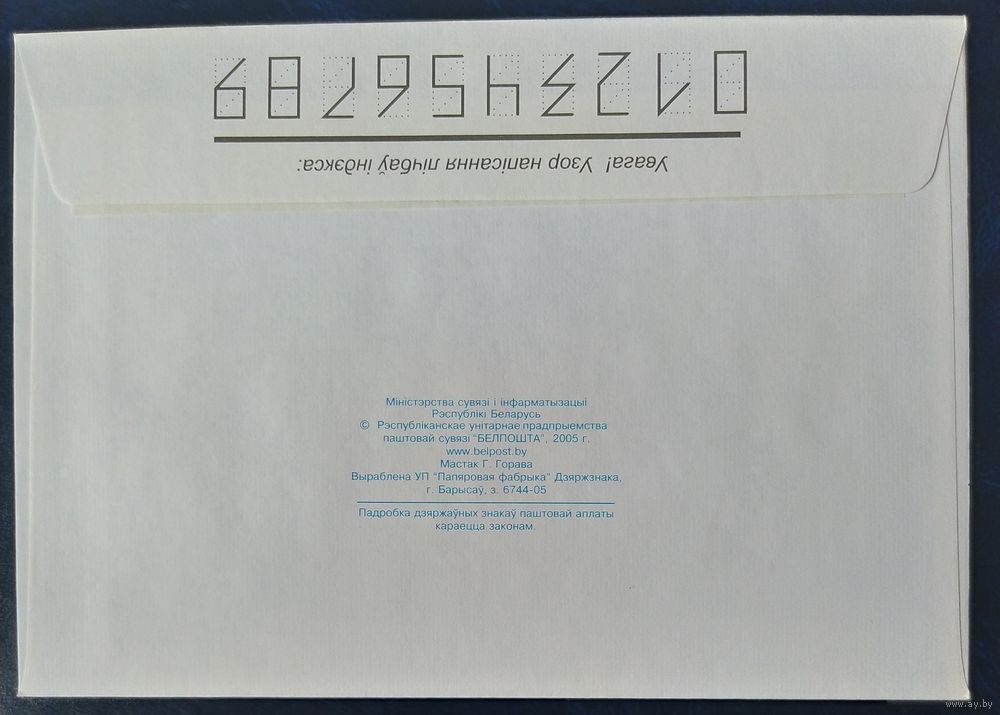 Увага! Узор напісання лічбаў індэкса:
0123456789
Міністэрства сувязі і інфарматызацыі
Рэспублікі Беларусь
© Рэспубліканскае унітарнае прадпрыемства
паштовай сувязі "БЕЛПОШТА", 2005 г.
www.belpost.by
Мастак Г. Горава
Выраблена УП "Папяровая фабрыка" Дзяржзнака,
г. Барысаў, з. 6744-05
Падробка дзяржаўных знакаў паштовай аплаты
караецца законам.
www.ay.by